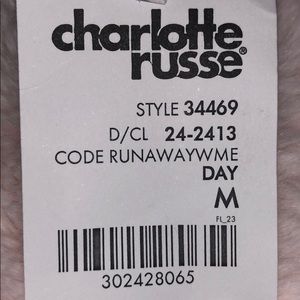 charlotte
russe®
STYLE 34469
D/CL 24-2413
CODE RUNAWAYWME
DAY
M
FL_23
302428065